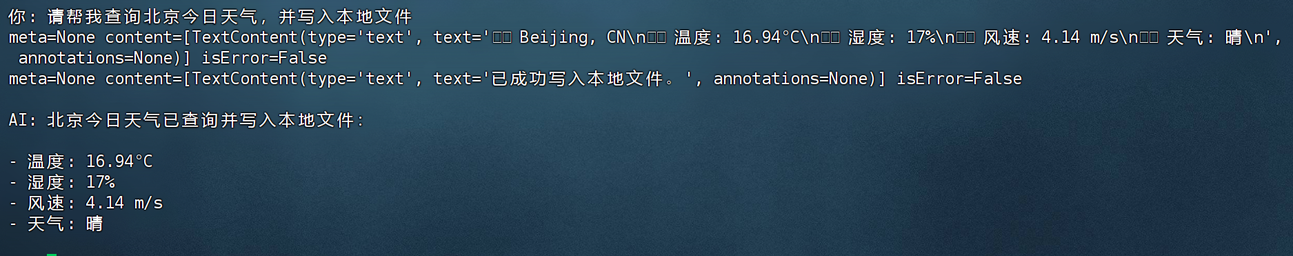 你: 请帮我查询北京今日天气，并写入本地文件
meta=None content=[TextContent(type='text', text='□□ Beijing, CN\n□□ 温度: 16.94°C\n□□ 湿度: 17%\n□□ 风速: 4.14 m/s\n□□ 天气: 晴\n',
annotations=None)] isError=False
meta=None content=[TextContent(type='text', text='已成功写入本地文件。', annotations=None)] isError=False
AI: 北京今日天气已查询并写入本地文件:
- 温度: 16.94°C
- 湿度: 17%
- 风速: 4.14 m/s
- 天气: 晴